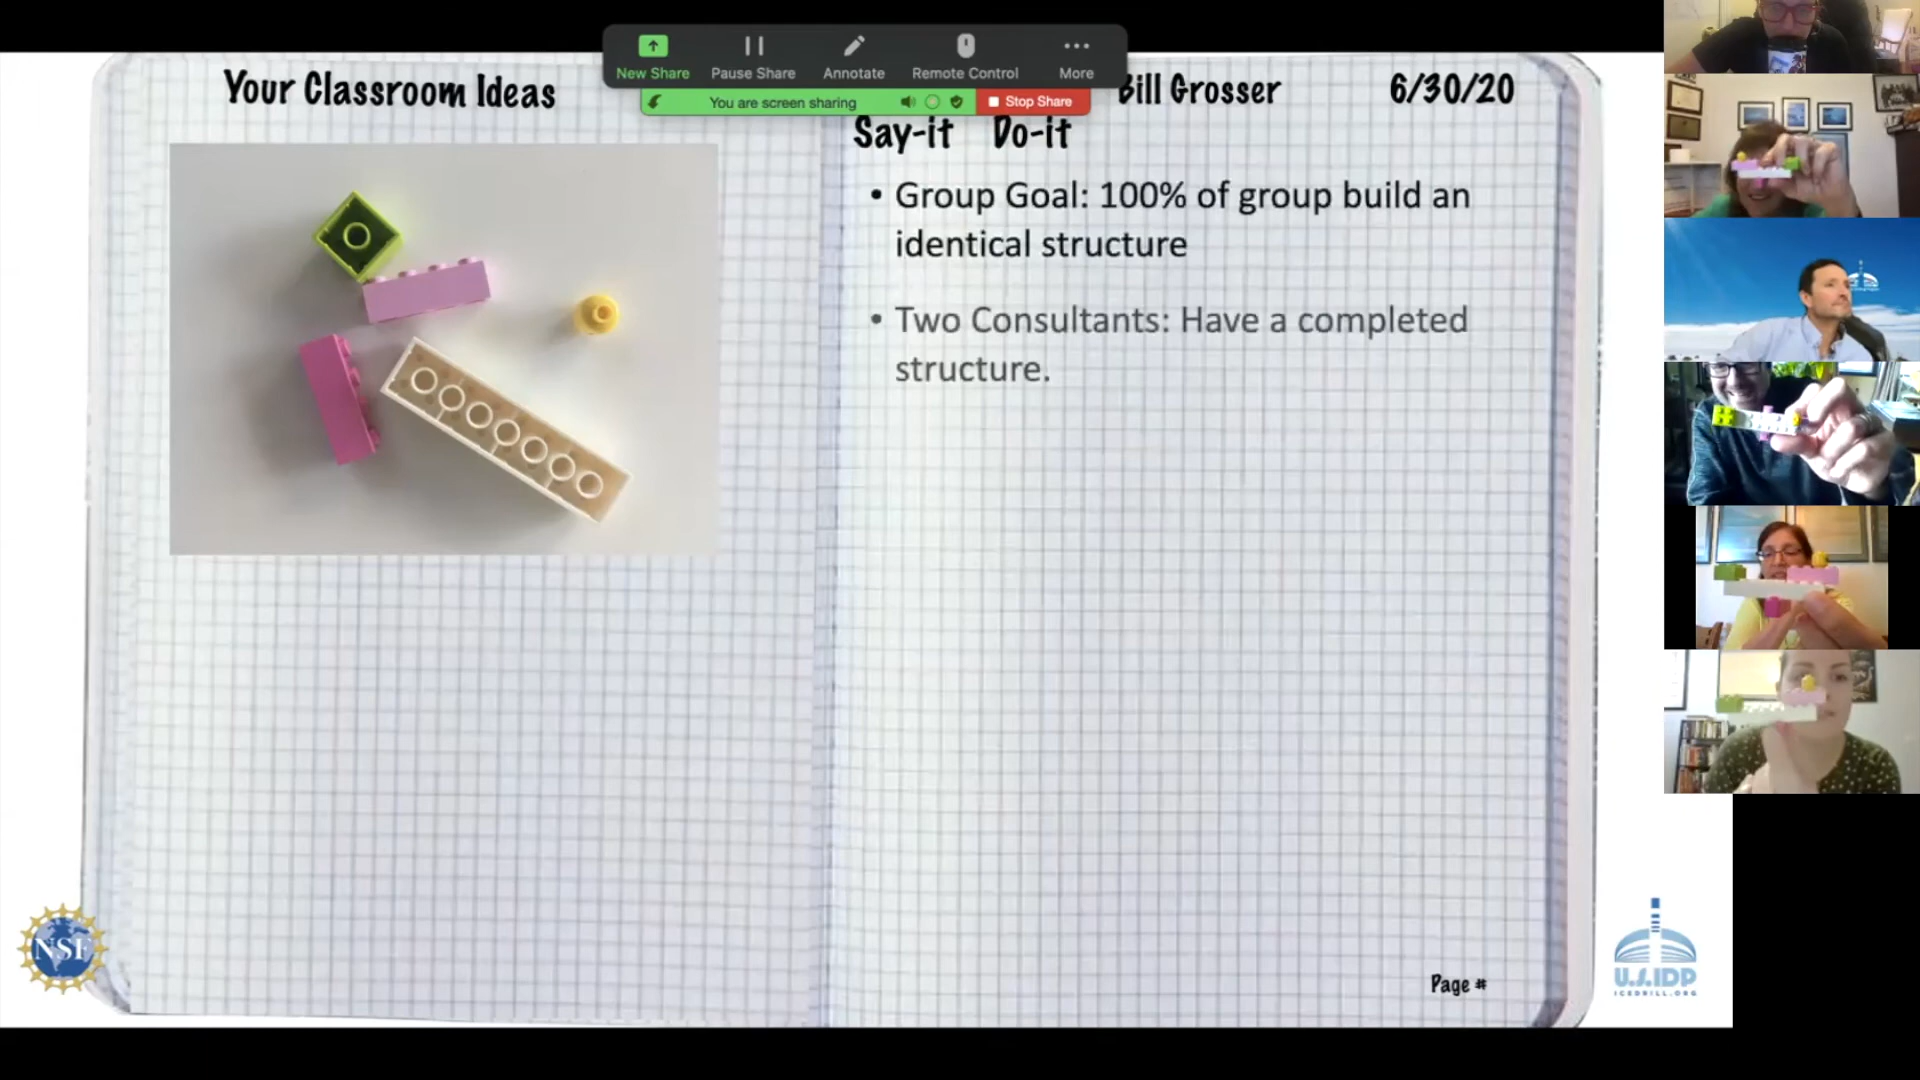 New Share
Pause Share
Annotate
Remote Control
More
You are screen sharing
Stop Share
Your Classroom Ideas
Bill Grosser
6/30/20
Say-it Do-it
• Group Goal: 100% of group build an
identical structure
• Two Consultants: Have a completed
structure.
Page #
NSF
U.S. IDP
ICEDRILL.ORG